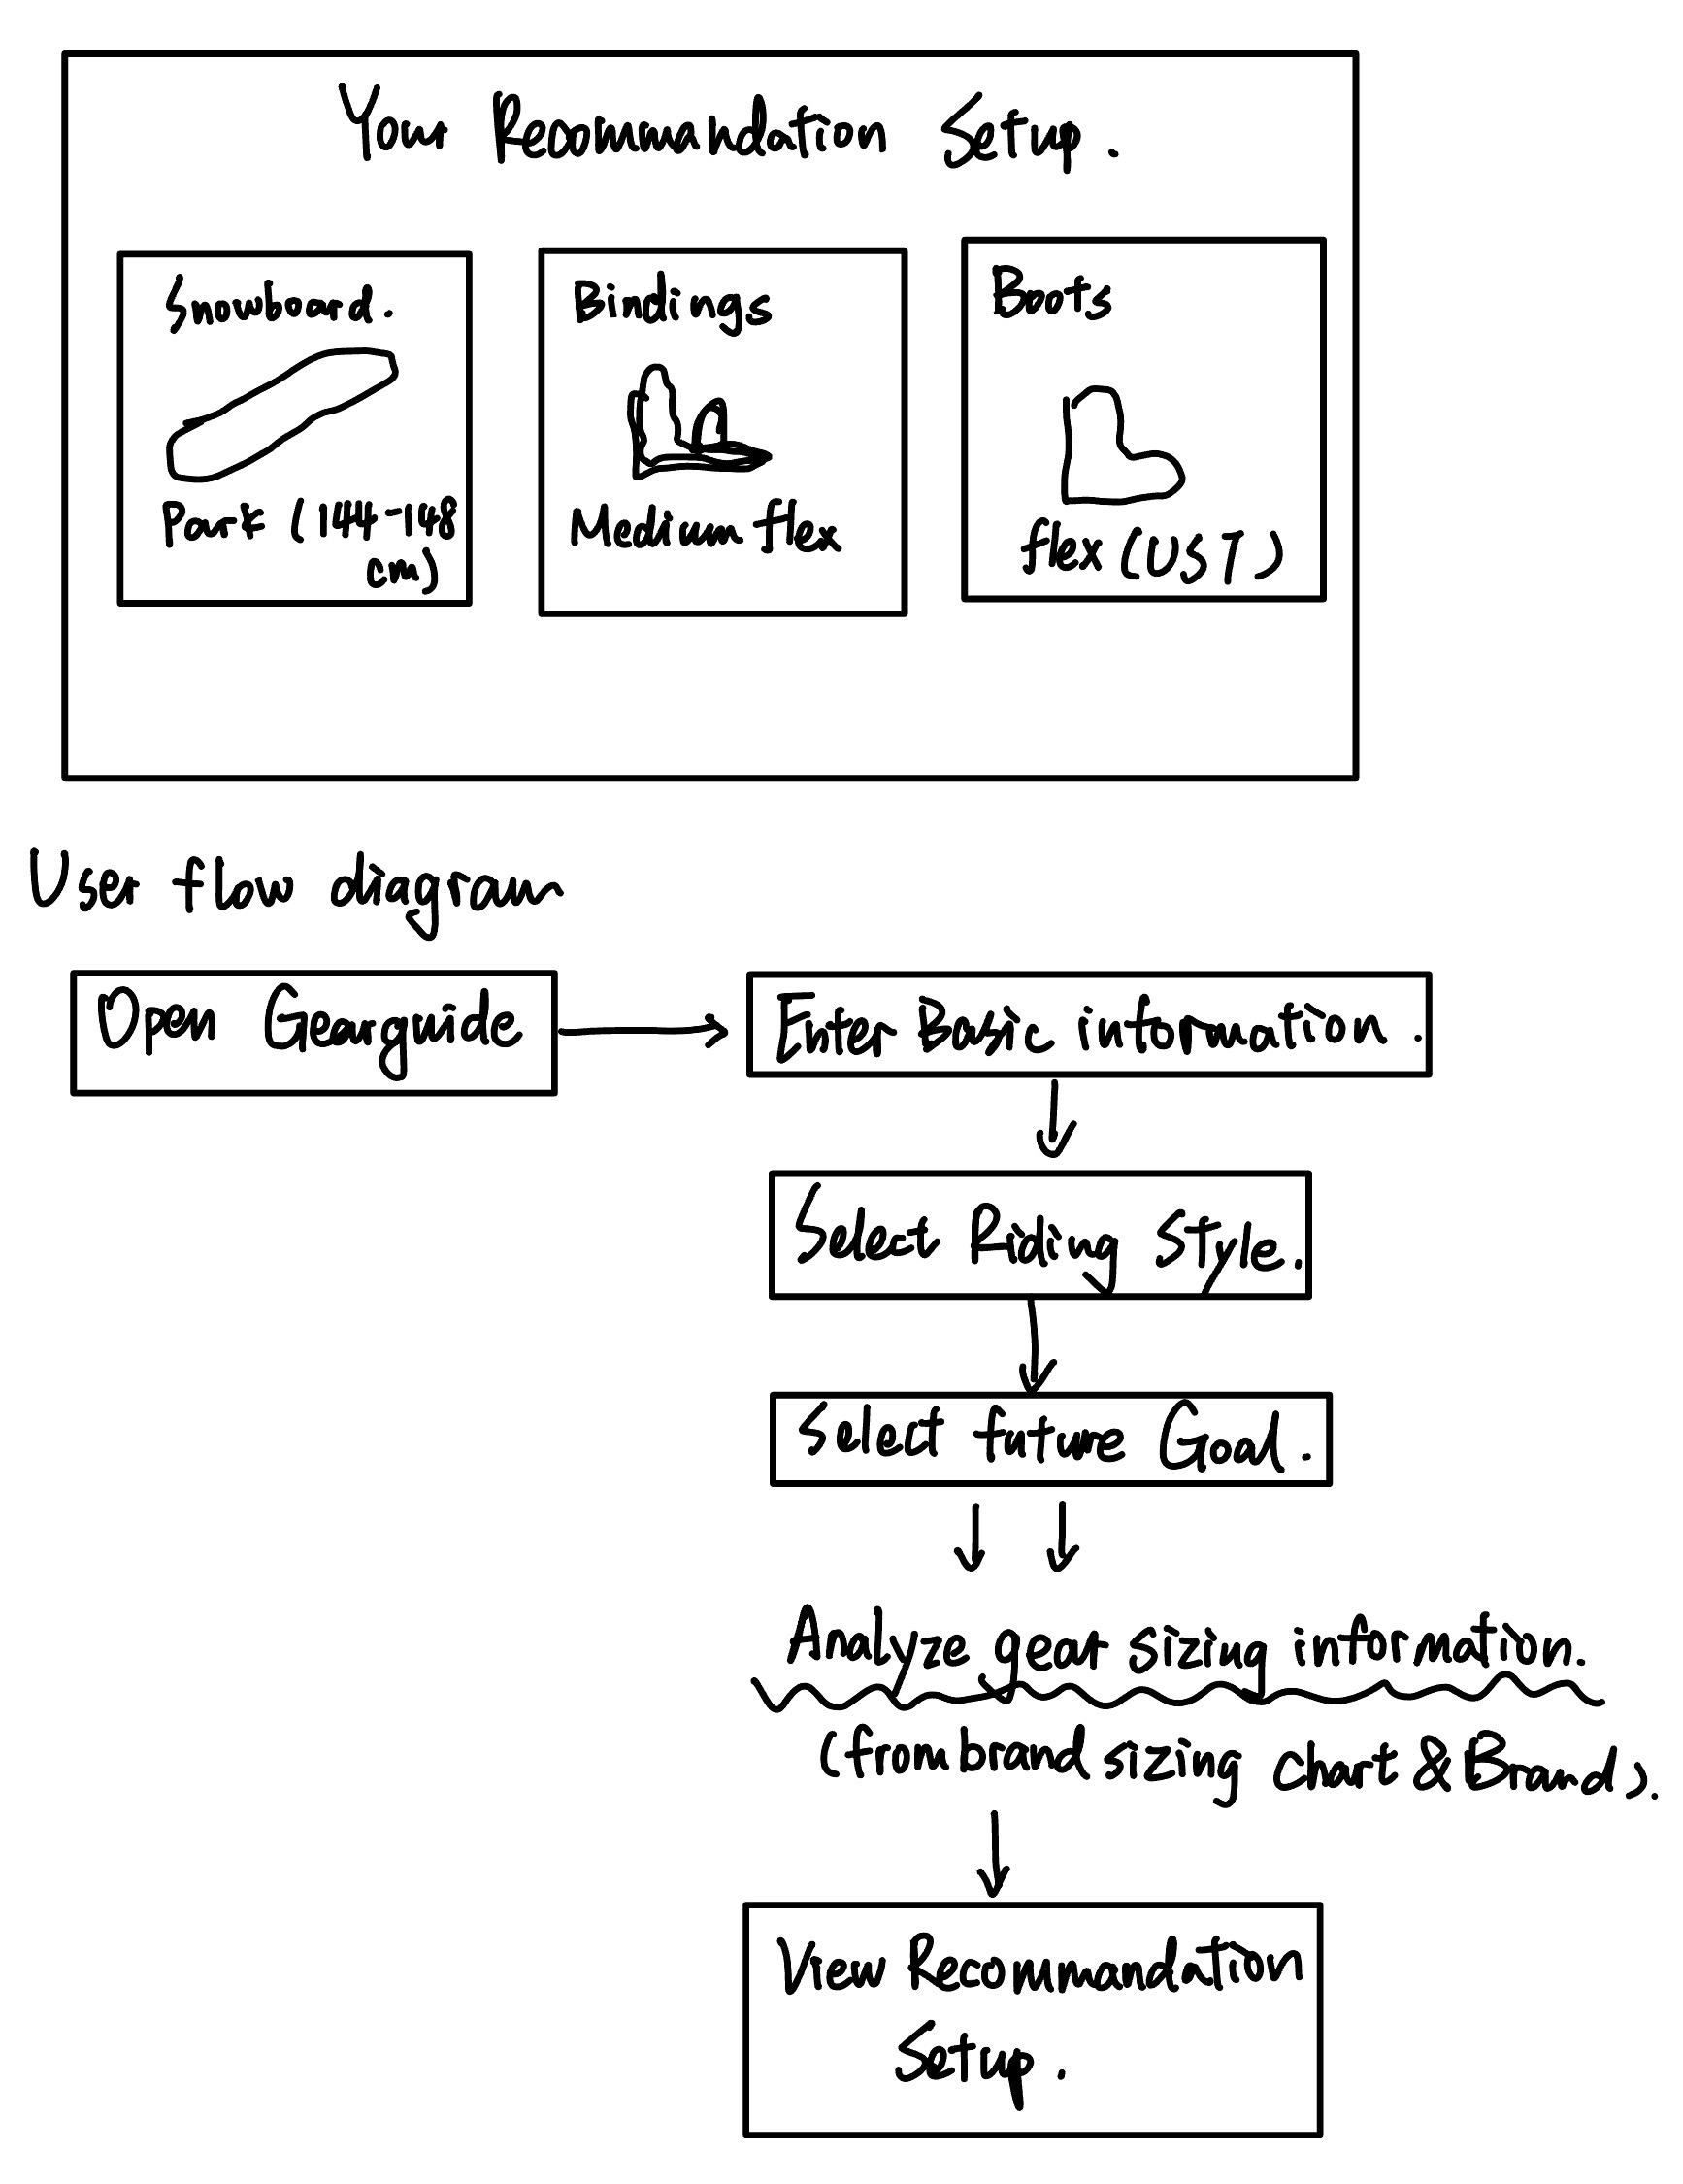 Your Recommandation Setup.
Snowboard.
Park (144-148
cm)
Bindings
Medium flex
Boots
flex (US7)
User flow diagram
Open Gearguide
Enter Basic information.
Select Riding Style.
Select future Goal.
Analyze gear sizing information.
(from brand sizing chart & Brand).
View Recommandation
Setup.